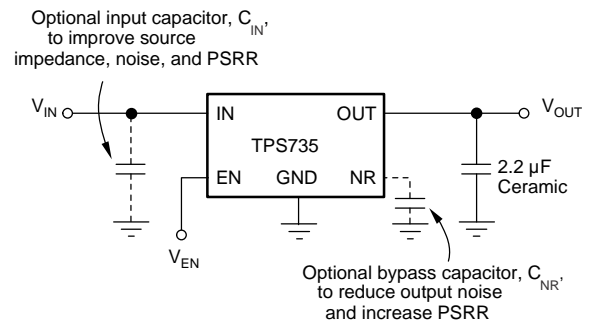 Optional input capacitor, C_IN,
to improve source
impedance, noise, and PSRR
V_IN
IN
OUT
V_OUT
TPS735
EN
GND
NR
2.2 µF
Ceramic
V_EN
Optional bypass capacitor, C_NR,
to reduce output noise
and increase PSRR